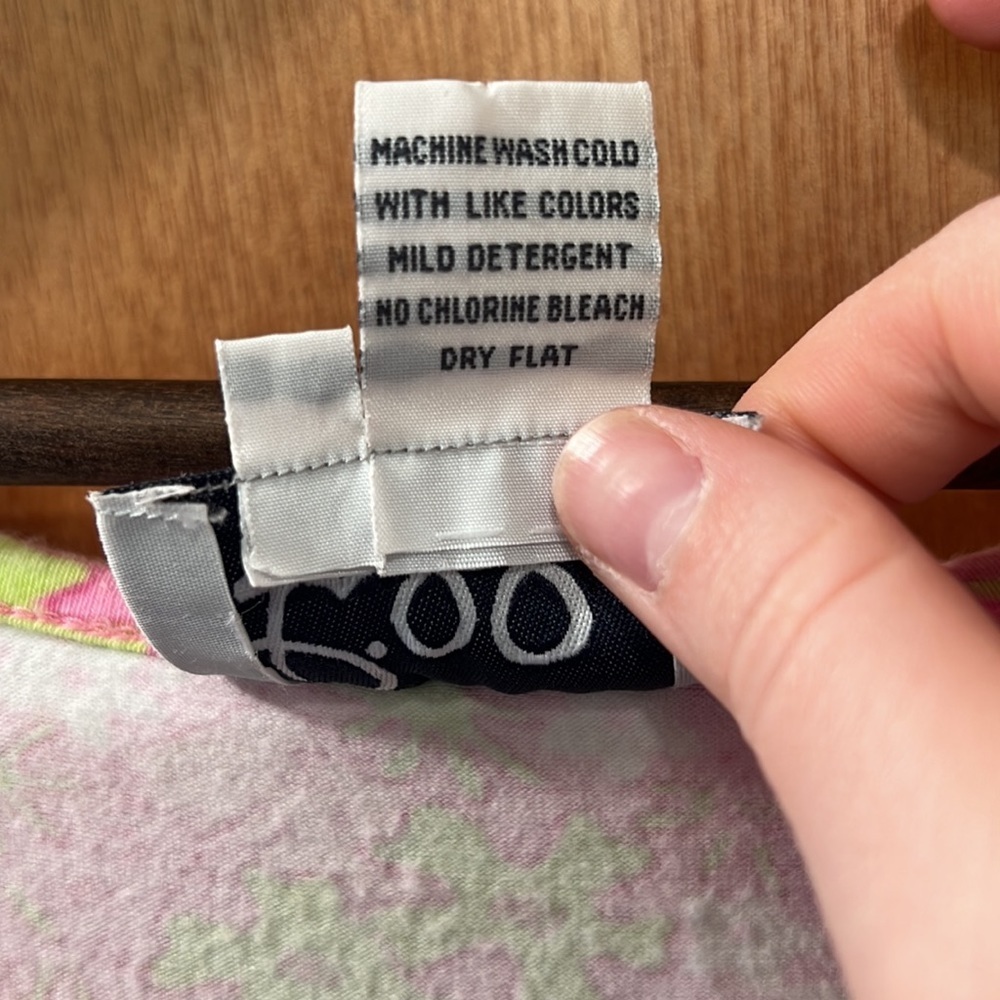 MACHINE WASH COLD
WITH LIKE COLORS
MILD DETERGENT
NO CHLORINE BLEACH
DRY FLAT